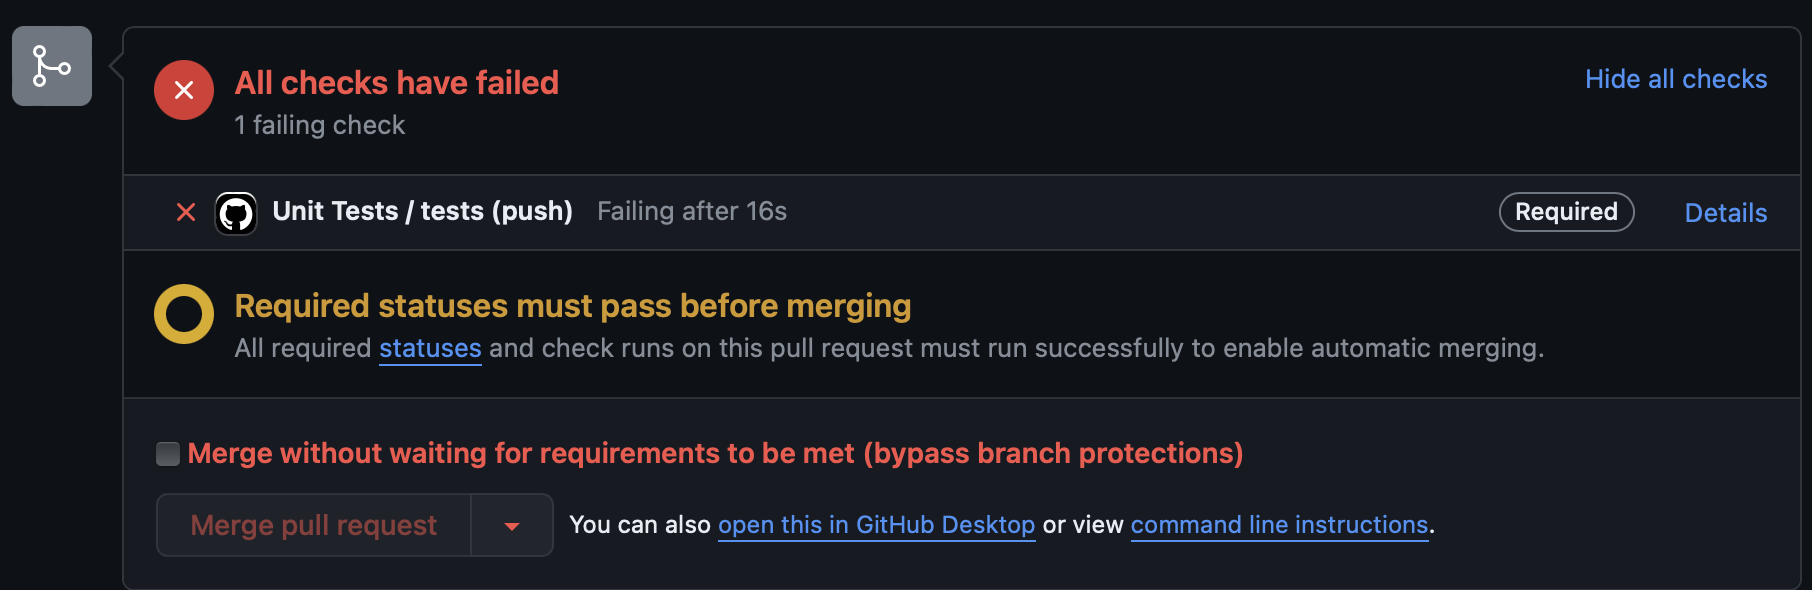 All checks have failed
Hide all checks
1 failing check
Unit Tests / tests (push) Failing after 16s Required Details
Required statuses must pass before merging
All required statuses and check runs on this pull request must run successfully to enable automatic merging.
Merge without waiting for requirements to be met (bypass branch protections)
Merge pull request
You can also open this in GitHub Desktop or view command line instructions.